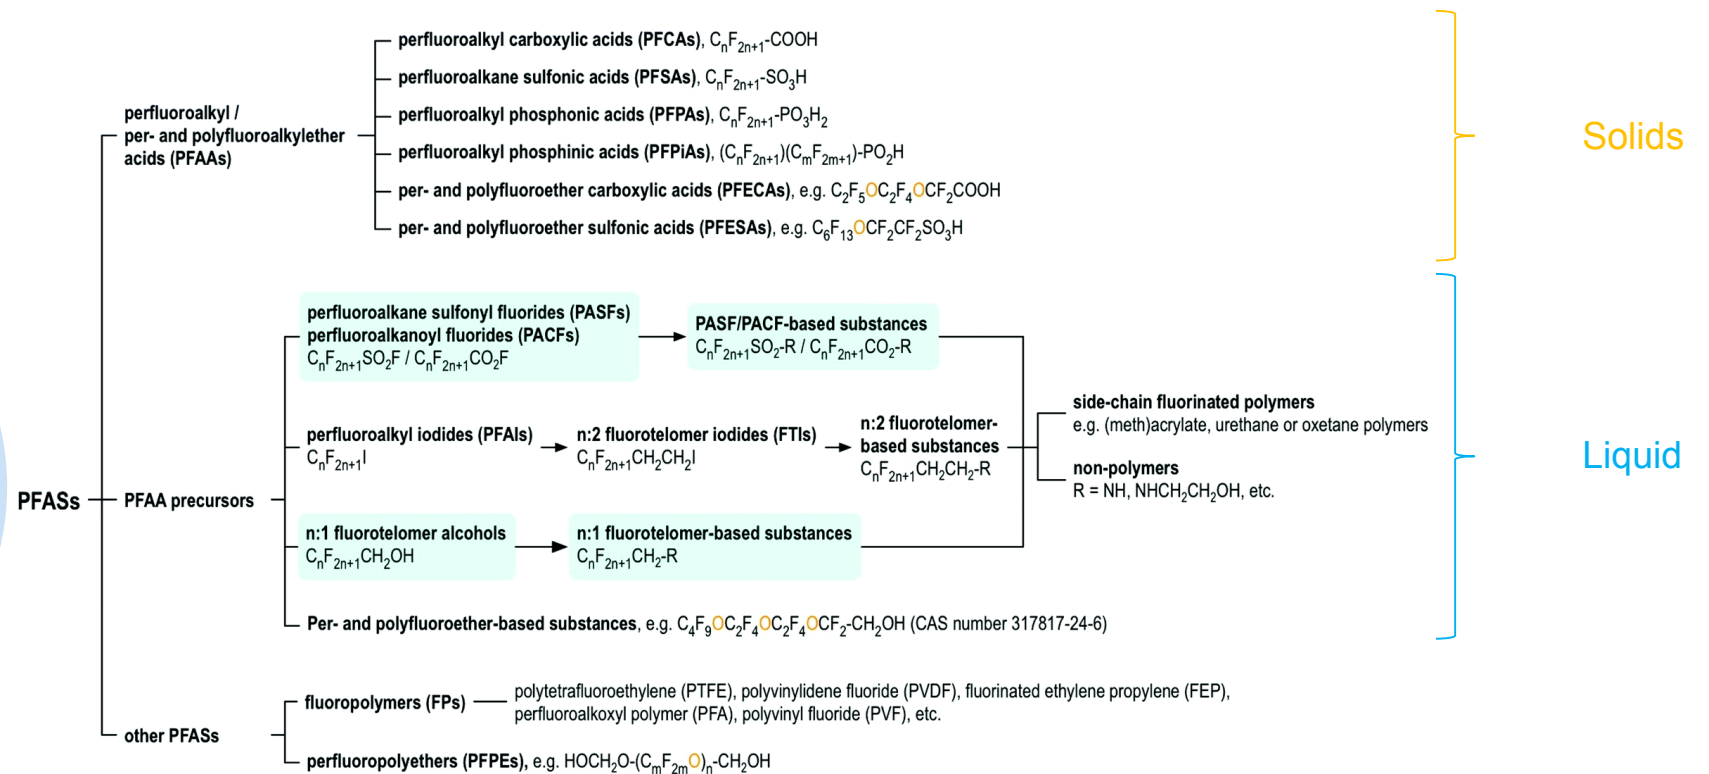 perfluoroalkyl carboxylic acids (PFCAs), CnF2n+1-COOH
perfluoroalkane sulfonic acids (PFSAs), CnF2n+1-SO3H
perfluoroalkyl /
per- and polyfluoroalkylether
acids (PFAAs)
perfluoroalkyl phosphonic acids (PFPAs), CnF2n+1-PO3H2
perfluoroalkyl phosphinic acids (PFPiAs), (CnF2n+1)(CmF2m+1)-PO2H
per- and polyfluoroether carboxylic acids (PFECAs), e.g. C2F5OC2F4OCF2COOH
per- and polyfluoroether sulfonic acids (PFESAs), e.g. C6F13OCF2CF2SO3H
Solids
perfluoroalkane sulfonyl fluorides (PASFs)
perfluoroalkanoyl fluorides (PACFs)
CnF2n+1SO2F / CnF2n+1CO2F
PASF/PACF-based substances
CnF2n+1SO2-R / CnF2n+1CO2-R
perfluoroalkyl iodides (PFAIs)
CnF2n+1I
n:2 fluorotelomer iodides (FTIs)
CnF2n+1CH2CH2I
n:2 fluorotelomer-
based substances
CnF2n+1CH2CH2-R
side-chain fluorinated polymers
e.g. (meth)acrylate, urethane or oxetane polymers
non-polymers
R = NH, NHCH2CH2OH, etc.
Liquid
PFASs
PFAA precursors
n:1 fluorotelomer alcohols
CnF2n+1CH2OH
n:1 fluorotelomer-based substances
CnF2n+1CH2-R
Per- and polyfluoroether-based substances, e.g. C4F9OC2F4OC2F4OCF2-CH2OH (CAS number 317817-24-6)
other PFASs
fluoropolymers (FPs)
polytetrafluoroethylene (PTFE), polyvinylidene fluoride (PVDF), fluorinated ethylene propylene (FEP),
perfluoroalkoxyl polymer (PFA), polyvinyl fluoride (PVF), etc.
perfluoropolyethers (PFPEs), e.g. HOCH2O-(CmF2mO)n-CH2OH